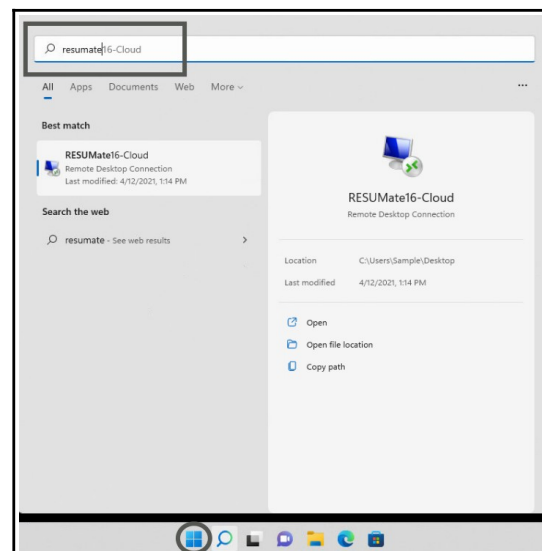 resumate16-Cloud
All Apps Documents Web More
Best match
RESUMate16-Cloud
Remote Desktop Connection
Last modified: 4/12/2021, 1:14 PM
Search the web
resumate - See web results
RESUMate16-Cloud
Remote Desktop Connection
Location C:\Users\Sample\Desktop
Last modified 4/12/2021, 1:14 PM
Open
Open file location
Copy path